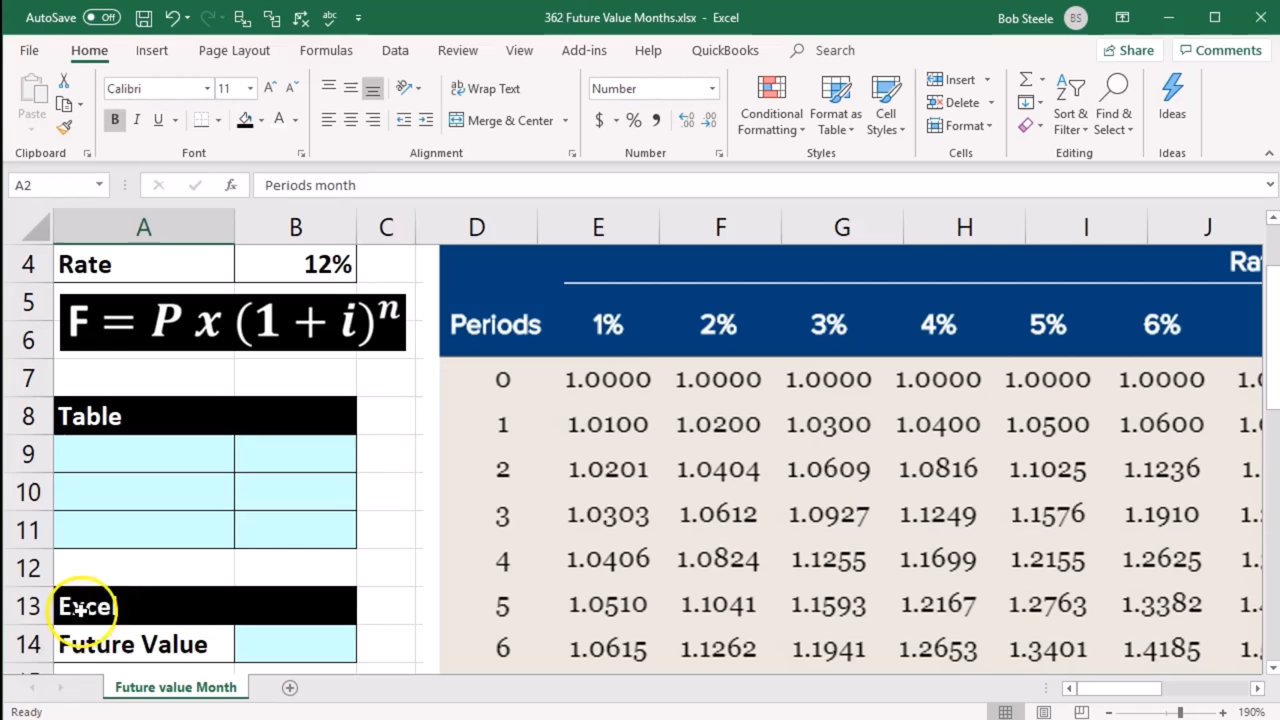 AutoSave Off 362 Future Value Months.xlsx - Excel Bob Steele BS
File Home Insert Page Layout Formulas Data Review View Add-ins Help QuickBooks Search Share Comments
Paste Calibri 11 A A Wrap Text Number Conditional Formatting Format as Table Cell Styles Insert Sort & Filter Find & Select Ideas
B I U A Merge & Center $ % Delete Format
Clipboard Font Alignment Number Styles Cells Editing Ideas
A2 fx Periods month
A B C D E F G H I J
4 Rate 12% Ra
5 F = P x (1 + i)^n Periods 1% 2% 3% 4% 5% 6%
6
7 0 1.0000 1.0000 1.0000 1.0000 1.0000 1.0000 1.0
8 Table 1 1.0100 1.0200 1.0300 1.0400 1.0500 1.0600 1.
9 2 1.0201 1.0404 1.0609 1.0816 1.1025 1.1236 1.
10 3 1.0303 1.0612 1.0927 1.1249 1.1576 1.1910
11
12 4 1.0406 1.0824 1.1255 1.1699 1.2155 1.2625
13 Excel 5 1.0510 1.1041 1.1593 1.2167 1.2763 1.3382
14 Future Value 6 1.0615 1.1262 1.1941 1.2653 1.3401 1.4185
Future value Month
Ready 190%